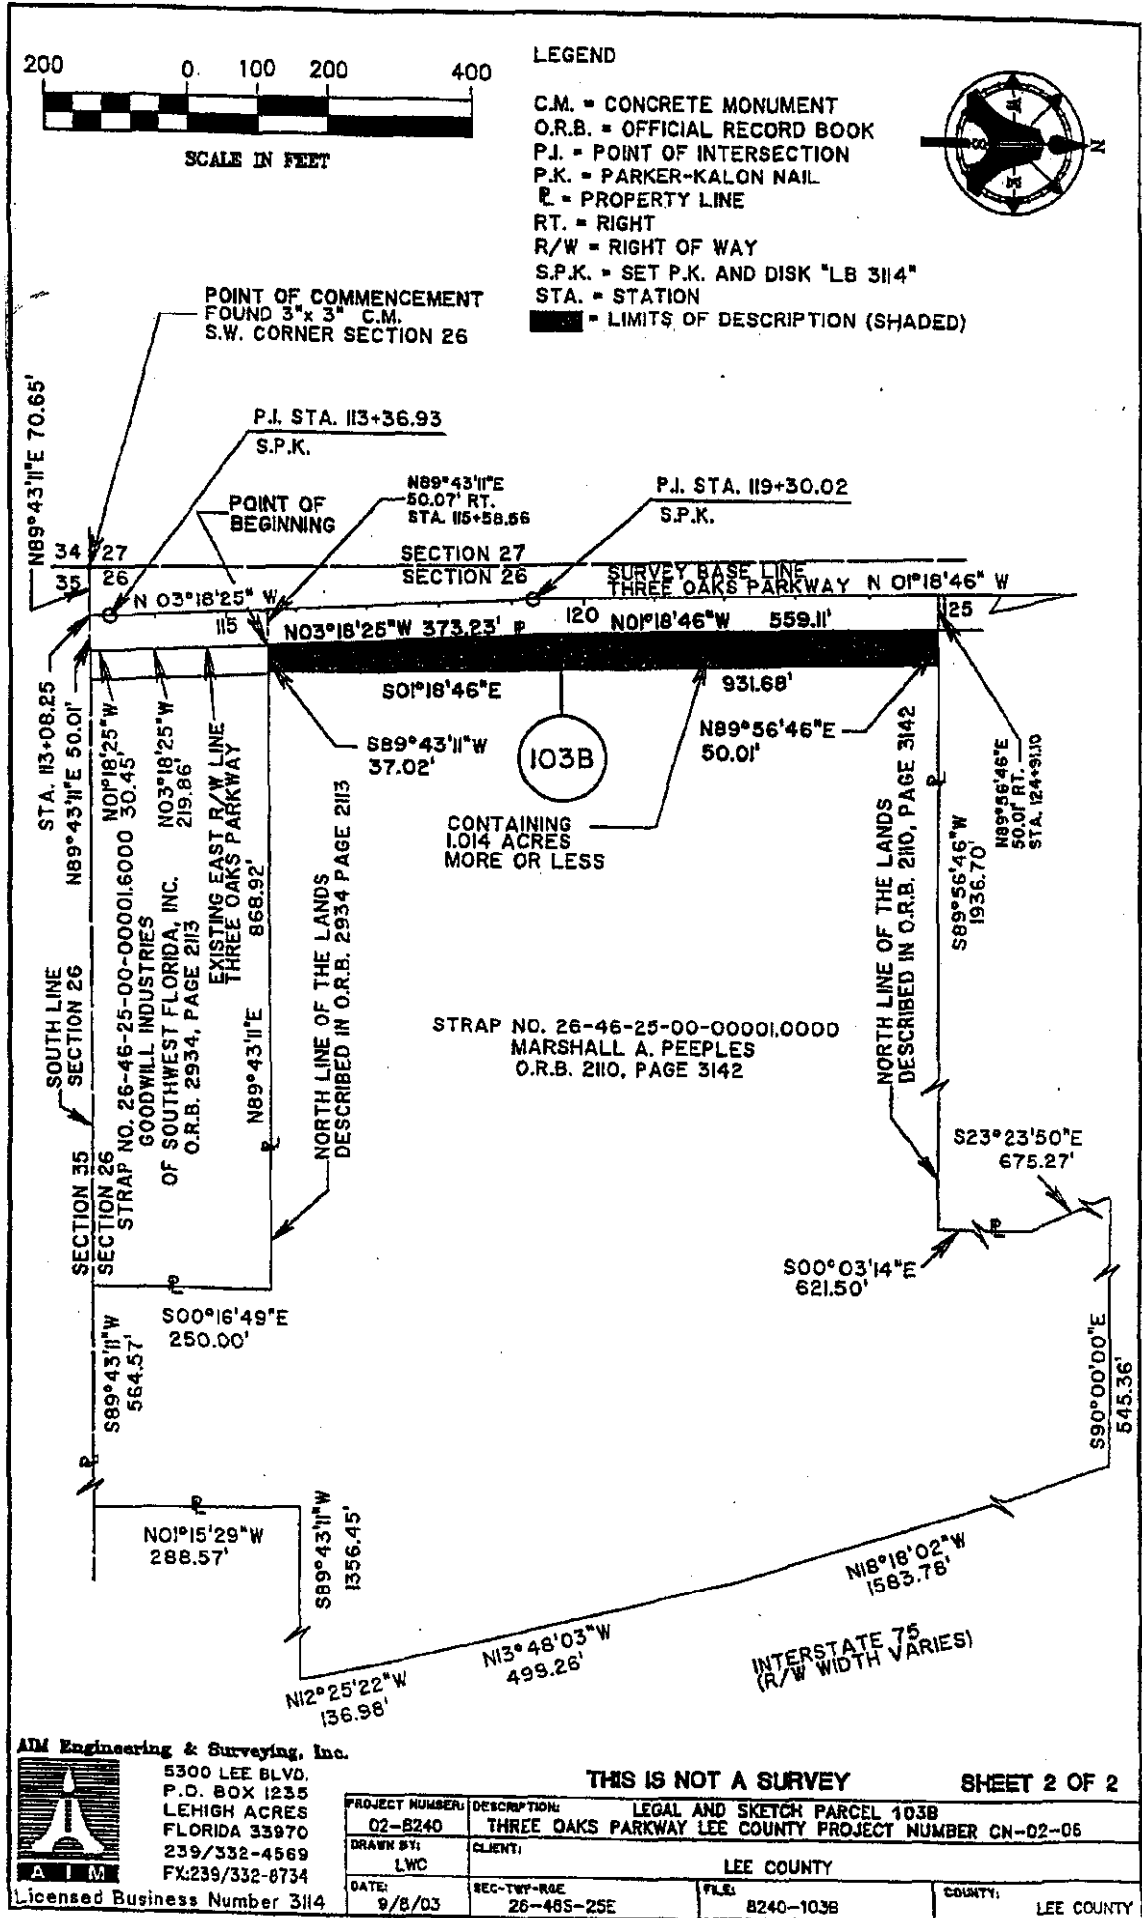 200 0 100 200 400
SCALE IN FEET
LEGEND
C.M. = CONCRETE MONUMENT
O.R.B. = OFFICIAL RECORD BOOK
P.I. = POINT OF INTERSECTION
P.K. = PARKER-KALON NAIL
PL = PROPERTY LINE
RT. = RIGHT
R/W = RIGHT OF WAY
S.P.K. = SET P.K. AND DISK "LB 3114"
STA. = STATION
= LIMITS OF DESCRIPTION (SHADED)
N
W
S
E
POINT OF COMMENCEMENT
FOUND 3"x 3" C.M.
S.W. CORNER SECTION 26
N89°43'11"E 70.65'
P.I. STA. 113+36.93
S.P.K.
POINT OF
BEGINNING
N89°43'11"E
50.07' RT.
STA. 115+58.56
P.I. STA. 119+30.02
S.P.K.
34 27
35 26
SECTION 27
SECTION 26
SURVEY BASE LINE
THREE OAKS PARKWAY
N 01°18'46" W
N 03°18'25" W
115
120
125
N03°18'25"W 373.23' PL
N01°18'46"W 559.11'
S01°18'46"E
931.68'
STA. 113+08.25
N89°43'11"E 50.01'
N01°18'25"W
30.45'
N03°18'25"W
219.86'
EXISTING EAST R/W LINE
THREE OAKS PARKWAY
S89°43'11"W
37.02'
103B
N89°56'46"E
50.01'
CONTAINING
1.014 ACRES
MORE OR LESS
N89°56'46"E
50.01' RT.
STA. 124+91.10
S89°56'46"W
1936.70'
PL
NORTH LINE OF THE LANDS
DESCRIBED IN O.R.B. 2110, PAGE 3142
STRAP NO. 26-46-25-00-00001.6000
GOODWILL INDUSTRIES
OF SOUTHWEST FLORIDA, INC.
O.R.B. 2934, PAGE 2113
N89°43'11"E 868.92'
PL
NORTH LINE OF THE LANDS
DESCRIBED IN O.R.B. 2934 PAGE 2113
SOUTH LINE
SECTION 26
SECTION 35
SECTION 26
STRAP NO. 26-46-25-00-00001.0000
MARSHALL A. PEEPLES
O.R.B. 2110, PAGE 3142
S23°23'50"E
675.27'
PL
S00°03'14"E
621.50'
PL
S00°16'49"E
250.00'
S89°43'11"W
564.57'
PL
S90°00'00"E
545.36'
PL
N01°15'29"W
288.57'
S89°43'11"W
1356.45'
N12°25'22"W
136.98'
N13°48'03"W
499.26'
N18°18'02"W
1583.78'
INTERSTATE 75
(R/W WIDTH VARIES)
AIM Engineering & Surveying, Inc.
5300 LEE BLVD.
P.O. BOX 1235
LEHIGH ACRES
FLORIDA 33970
239/332-4569
FX:239/332-8734
A I M
Licensed Business Number 3114
THIS IS NOT A SURVEY
SHEET 2 OF 2
PROJECT NUMBER:
02-8240
DESCRIPTION:
LEGAL AND SKETCH PARCEL 103B
THREE OAKS PARKWAY LEE COUNTY PROJECT NUMBER CN-02-06
DRAWN BY:
LWC
CLIENT:
LEE COUNTY
DATE:
9/8/03
SEC-TWP-RGE
26-46S-25E
FILE:
8240-103B
COUNTY:
LEE COUNTY